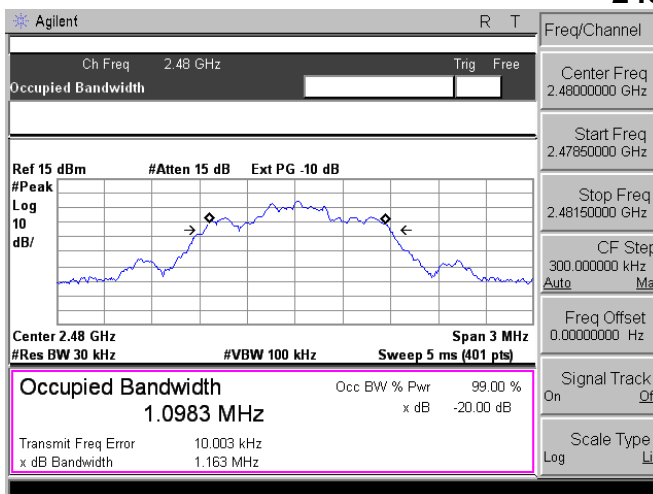 Agilent R T
Freq/Channel
Ch Freq 2.48 GHz Trig Free
Occupied Bandwidth
Center Freq
2.48000000 GHz
Start Freq
2.47850000 GHz
Stop Freq
2.48150000 GHz
CF Step
300.000000 kHz
Auto Ma
Freq Offset
0.00000000 Hz
Signal Track
On Of
Scale Type
Log Li
Ref 15 dBm #Atten 15 dB Ext PG -10 dB
#Peak
Log
10
dB/
Center 2.48 GHz Span 3 MHz
#Res BW 30 kHz #VBW 100 kHz Sweep 5 ms (401 pts)
Occupied Bandwidth Occ BW % Pwr 99.00 %
1.0983 MHz x dB -20.00 dB
Transmit Freq Error 10.003 kHz
x dB Bandwidth 1.163 MHz